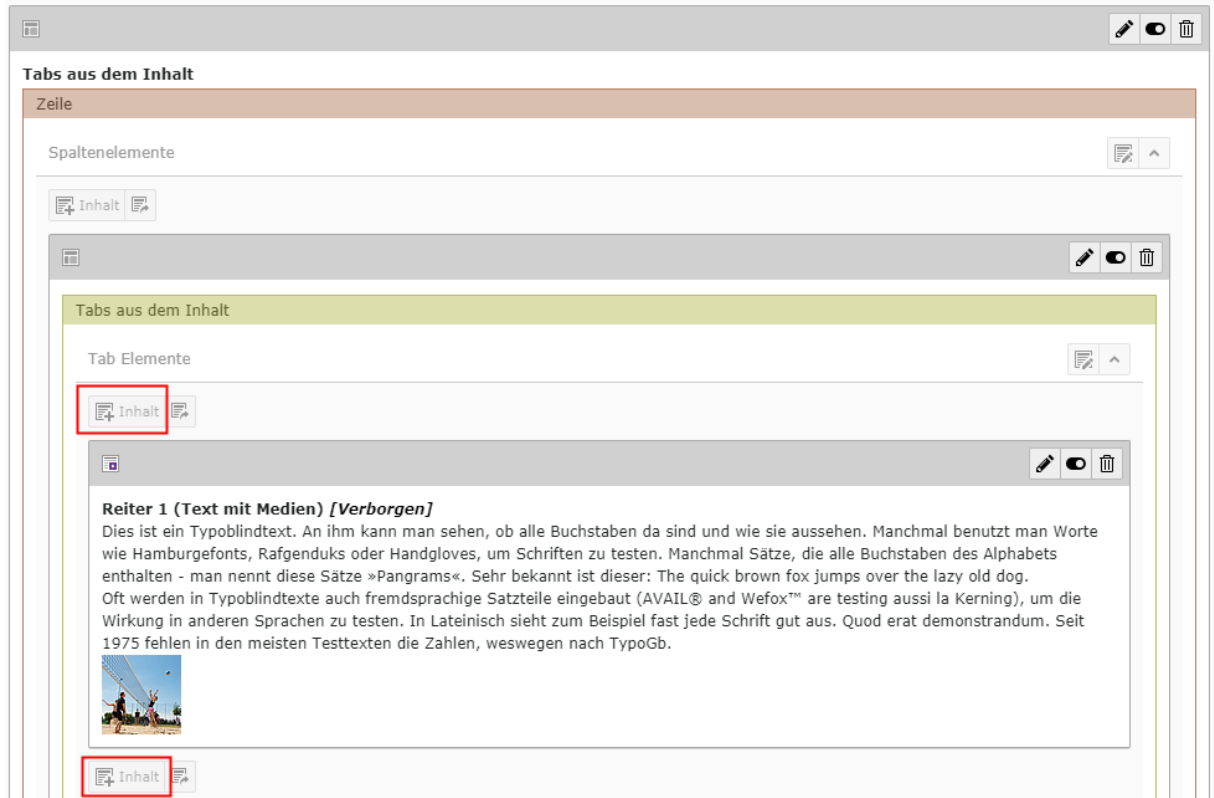 Tabs aus dem Inhalt
Zeile
Spaltenelemente
Inhalt
Tabs aus dem Inhalt
Tab Elemente
Inhalt
Reiter 1 (Text mit Medien) [Verborgen]
Dies ist ein Typoblindtext. An ihm kann man sehen, ob alle Buchstaben da sind und wie sie aussehen. Manchmal benutzt man Worte
wie Hamburgefonts, Rafgenduks oder Handgloves, um Schriften zu testen. Manchmal Sätze, die alle Buchstaben des Alphabets
enthalten - man nennt diese Sätze »Pangrams«. Sehr bekannt ist dieser: The quick brown fox jumps over the lazy old dog.
Oft werden in Typoblindtexte auch fremdsprachige Satzteile eingebaut (AVAIL® and Wefox™ are testing aussi la Kerning), um die
Wirkung in anderen Sprachen zu testen. In Lateinisch sieht zum Beispiel fast jede Schrift gut aus. Quod erat demonstrandum. Seit
1975 fehlen in den meisten Testtexten die Zahlen, weswegen nach TypoGb.
Inhalt